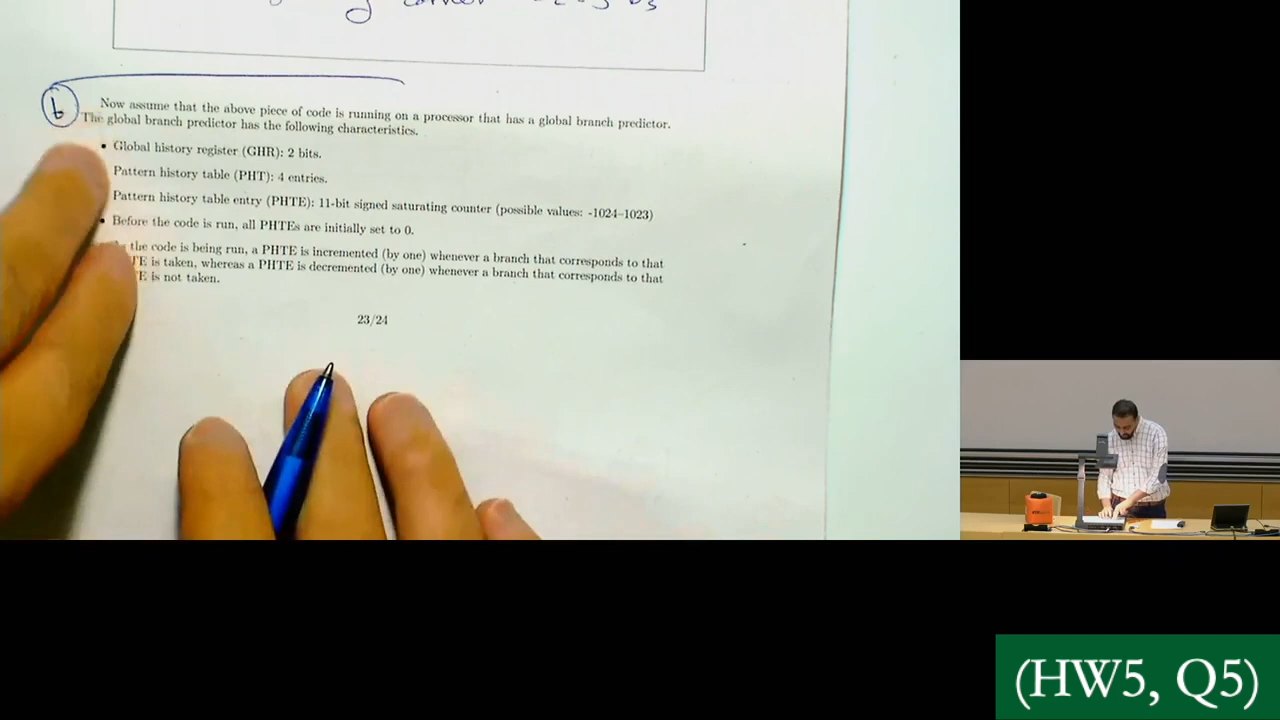 corner
b
Now assume that the above piece of code is running on a processor that has a global branch predictor.
The global branch predictor has the following characteristics.
• Global history register (GHR): 2 bits.
Pattern history table (PHT): 4 entries.
Pattern history table entry (PHTE): 11-bit signed saturating counter (possible values: -1024–1023)
• Before the code is run, all PHTEs are initially set to 0.
the code is being run, a PHTE is incremented (by one) whenever a branch that corresponds to that
TE is taken, whereas a PHTE is decremented (by one) whenever a branch that corresponds to that
E is not taken.
23/24
(HW5, Q5)